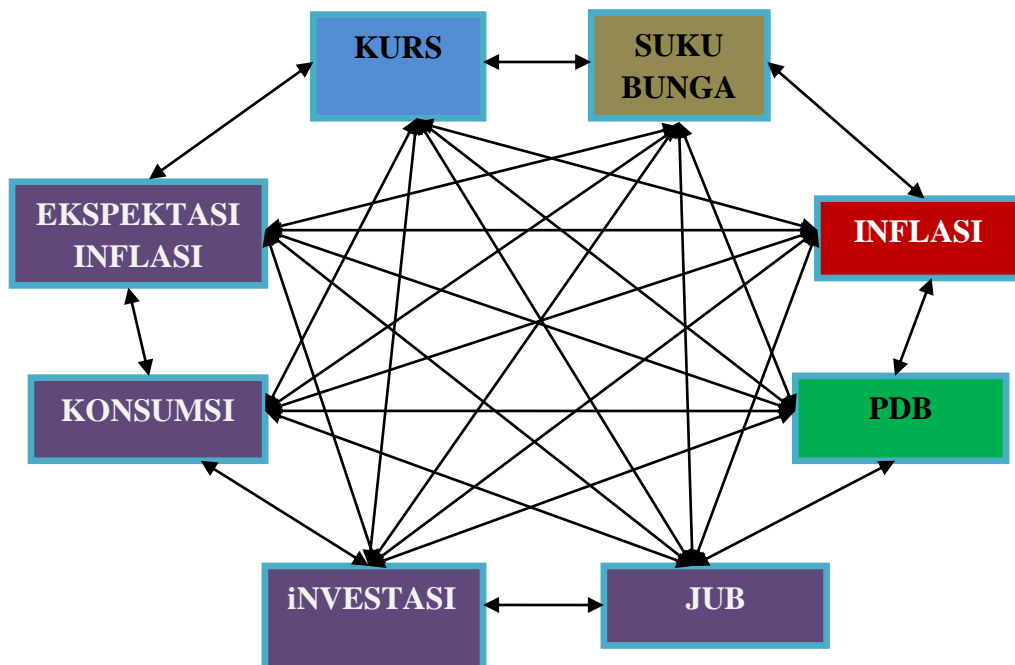 KURS
SUKU
BUNGA
EKSPEKTASI
INFLASI
INFLASI
KONSUMSI
PDB
iNVESTASI
JUB